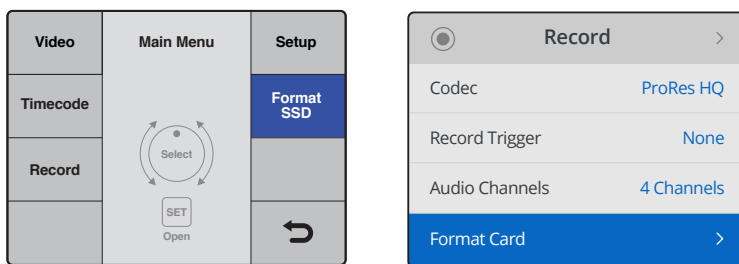 Video
Main Menu
Setup
Timecode
Format
SSD
Record
Select
SET
Open
Record
Codec
ProRes HQ
Record Trigger
None
Audio Channels
4 Channels
Format Card